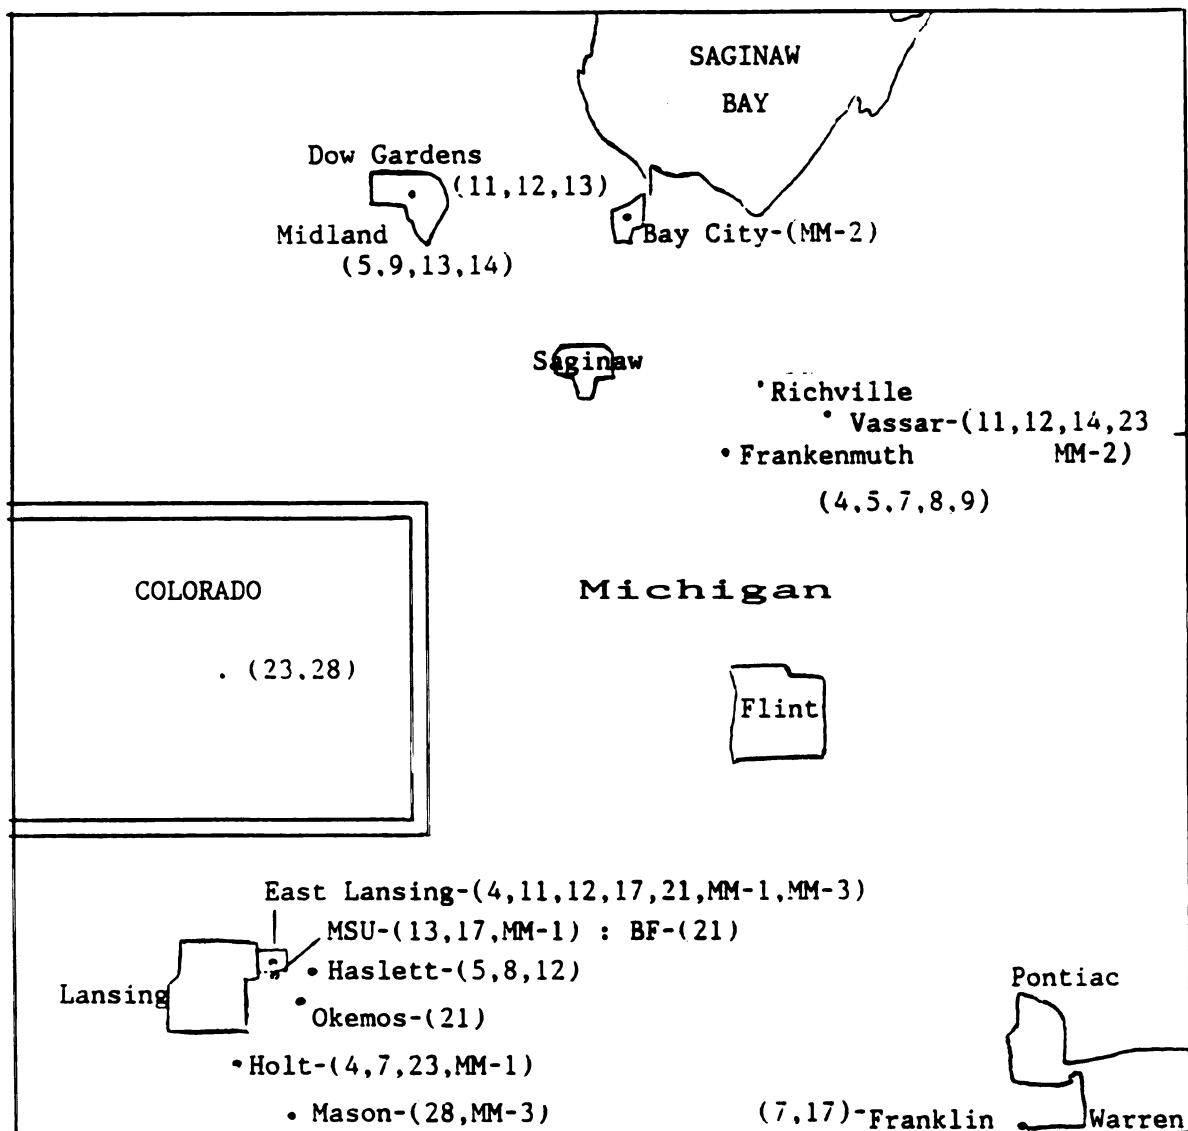 SAGINAW
BAY
Dow Gardens
(11,12,13)
Midland
(5,9,13,14)
Bay City-(MM-2)
Saginaw
Richville
Vassar-(11,12,14,23
MM-2)
Frankenmuth
(4,5,7,8,9)
COLORADO
Michigan
. (23,28)
Flint
East Lansing-(4,11,12,17,21,MM-1,MM-3)
MSU-(13,17,MM-1) : BF-(21)
Haslett-(5,8,12)
Lansing
Okemos-(21)
Pontiac
Holt-(4,7,23,MM-1)
Mason-(28,MM-3)
(7,17)-Franklin
Warren